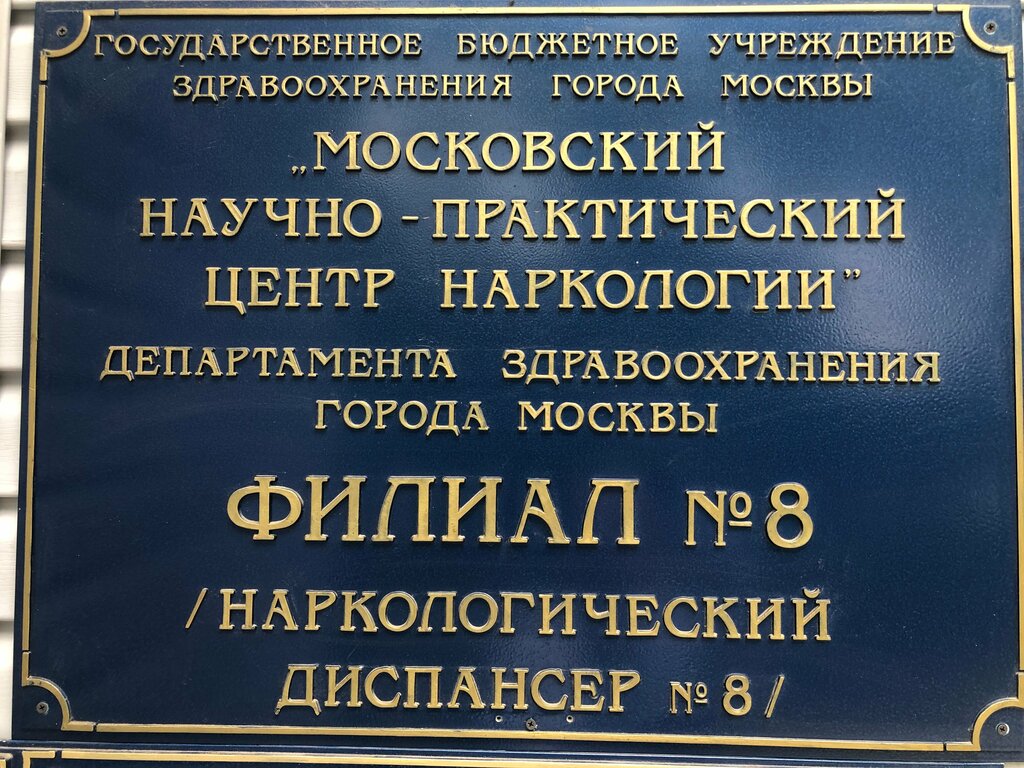 ГОСУДАРСТВЕННОЕ БЮДЖЕТНОЕ УЧРЕЖДЕНИЕ
ЗДРАВООХРАНЕНИЯ ГОРОДА МОСКВЫ
„МОСКОВСКИЙ
НАУЧНО - ПРАКТИЧЕСКИЙ
ЦЕНТР НАРКОЛОГИИ”
ДЕПАРТАМЕНТА ЗДРАВООХРАНЕНИЯ
ГОРОДА МОСКВЫ
ФИЛИАЛ №8
/НАРКОЛОГИЧЕСКИЙ
ДИСПАНСЕР №8/